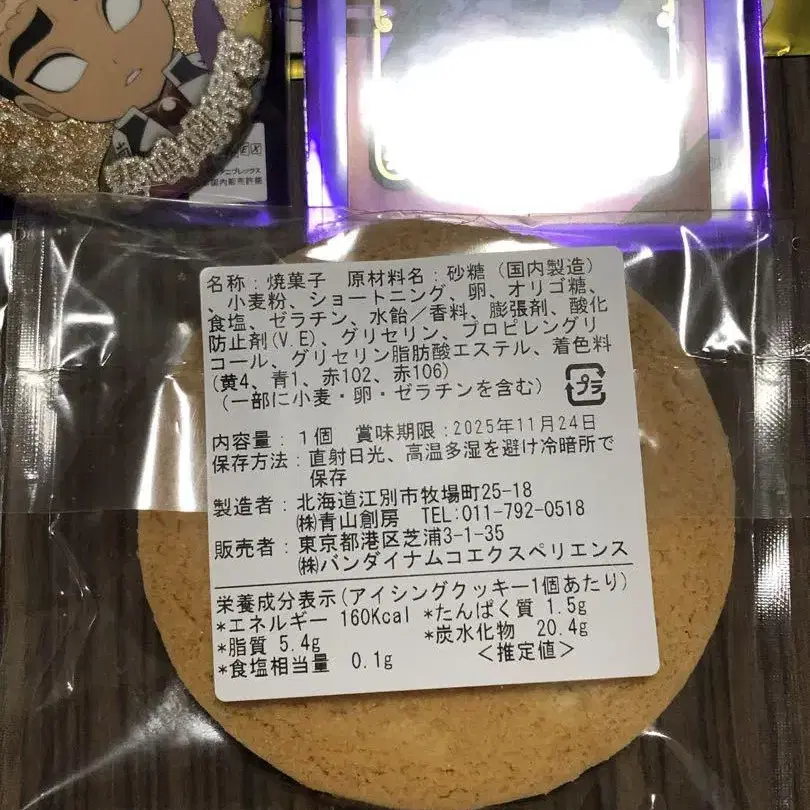 EX
ニプレックス
国内配布許諾
名称：焼菓子　原材料名：砂糖（国内製造）
、小麦粉、ショートニング、卵、オリゴ糖、
食塩、ゼラチン、水飴／香料、膨張剤、酸化
防止剤(V.E)、グリセリン、プロピレングリ
コール、グリセリン脂肪酸エステル、着色料
(黄4、青1、赤102、赤106)
（一部に小麦・卵・ゼラチンを含む）
プラ
内容量：1個　賞味期限：2025年11月24日
保存方法：直射日光、高温多湿を避け冷暗所で
保存
製造者：北海道江別市牧場町25-18
㈱青山創房　TEL:011-792-0518
販売者：東京都港区芝浦3-1-35
㈱バンダイナムコエクスペリエンス
栄養成分表示(アイシングクッキー1個あたり)
*エネルギー 160Kcal *たんぱく質 1.5g
*脂質 5.4g　*炭水化物 20.4g
*食塩相当量 0.1g　＜推定値＞